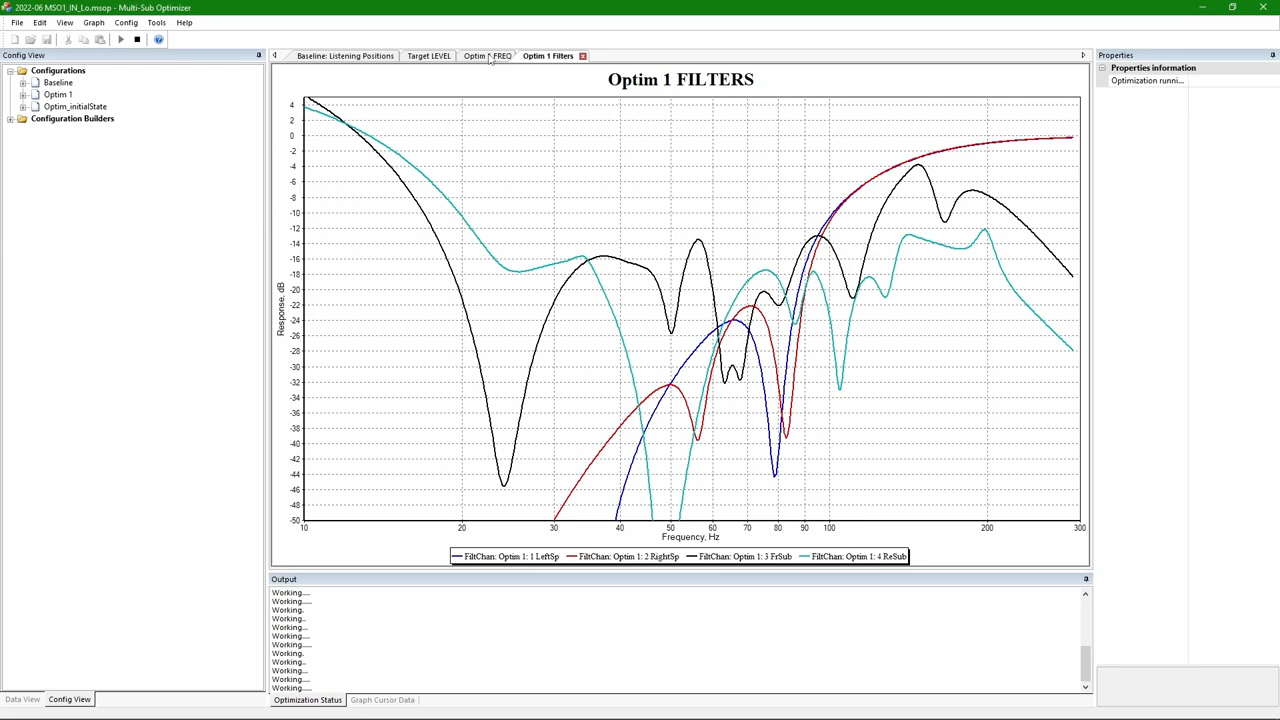 2022-06 MSO1_IN_Lo.msop - Multi-Sub Optimizer
File Edit View Graph Config Tools Help
Config View
Configurations
Baseline
Optim 1
Optim_initialState
Configuration Builders
Data View Config View
Baseline: Listening Positions Target LEVEL Optim 1 FREQ Optim 1 Filters
Optim 1 FILTERS
Response, dB
4
2
0
-2
-4
-6
-8
-10
-12
-14
-16
-18
-20
-22
-24
-26
-28
-30
-32
-34
-36
-38
-40
-42
-44
-46
-48
-50
10 20 30 40 50 60 70 80 90 100 200 300
Frequency, Hz
FiltChan: Optim 1: 1 LeftSp FiltChan: Optim 1: 2 RightSp FiltChan: Optim 1: 3 FrSub FiltChan: Optim 1: 4 ReSub
Output
Working....
Working.....
Working.
Working..
Working...
Working....
Working.....
Working.
Working..
Working...
Working....
Working.....
Optimization Status Graph Cursor Data
Properties
Properties information
Optimization runni...